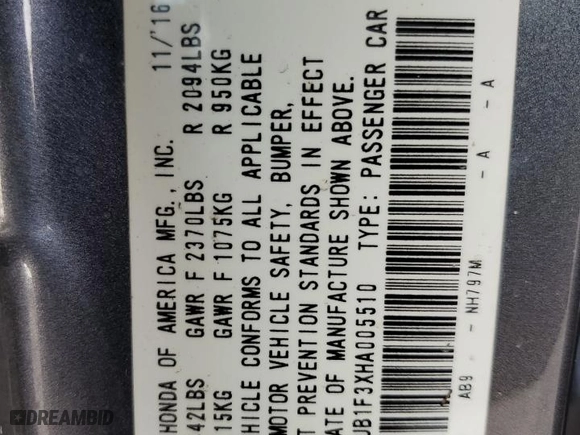 HONDA OF AMERICA MFG., INC. 11/'16
42LBS GAWR F 2370LBS R 2094LBS
15KG GAWR F 1075KG R 950KG
HICLE CONFORMS TO ALL APPLICABLE
MOTOR VEHICLE SAFETY, BUMPER,
T PREVENTION STANDARDS IN EFFECT
ATE OF MANUFACTURE SHOWN ABOVE.
UB1F3XHA005510 TYPE: PASSENGER CAR
AB9 - NH797M - A - A
DREAMBID